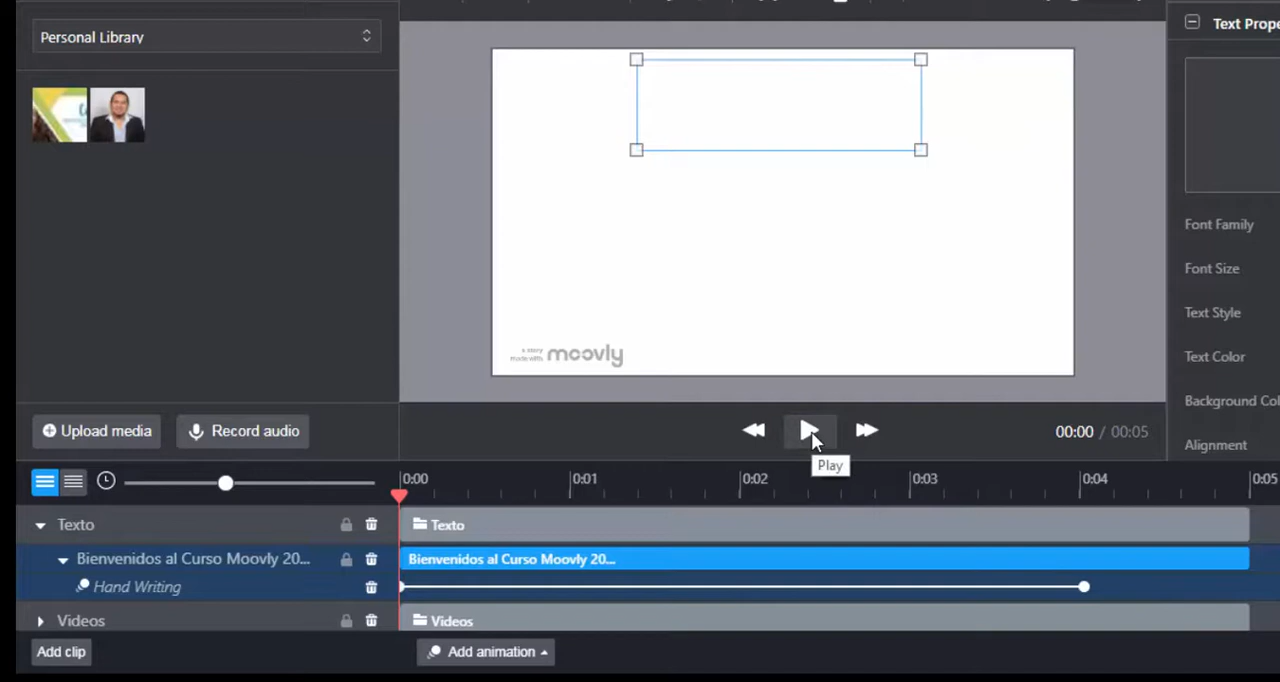 Personal Library
Text Prope
Font Family
Font Size
Text Style
Text Color
Background Col
Alignment
a story
made with moovly
Upload media
Record audio
00:00 / 00:05
Play
0:00
0:01
0:02
0:03
0:04
0:05
Texto
Texto
Bienvenidos al Curso Moovly 20...
Bienvenidos al Curso Moovly 20...
Hand Writing
Videos
Videos
Add clip
Add animation